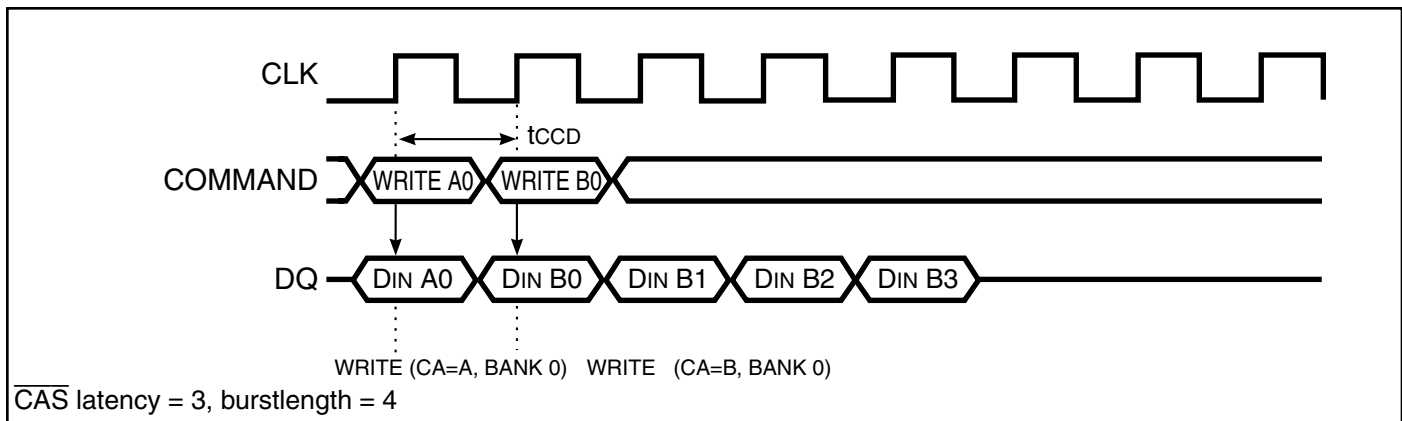 CLK
tCCD
COMMAND WRITE A0 WRITE B0
DQ DIN A0 DIN B0 DIN B1 DIN B2 DIN B3
WRITE (CA=A, BANK 0) WRITE (CA=B, BANK 0)
CAS latency = 3, burstlength = 4